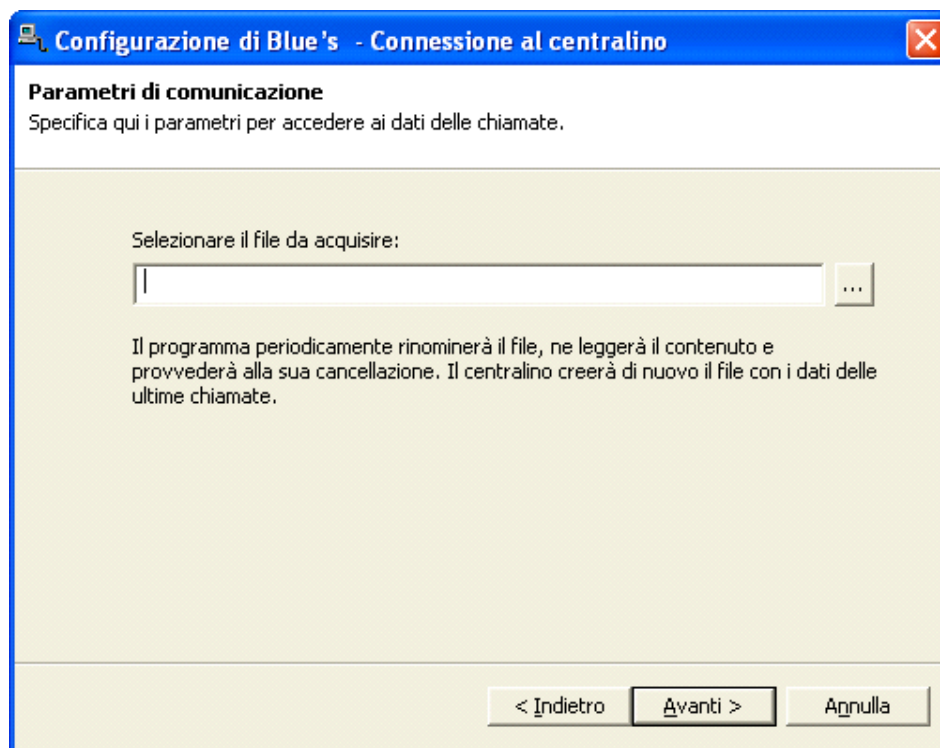 Configurazione di Blue's - Connessione al centralino
Parametri di comunicazione
Specifica qui i parametri per accedere ai dati delle chiamate.
Selezionare il file da acquisire:
...
Il programma periodicamente rinominerà il file, ne leggerà il contenuto e
provvederà alla sua cancellazione. Il centralino creerà di nuovo il file con i dati delle
ultime chiamate.
< Indietro Avanti > Annulla